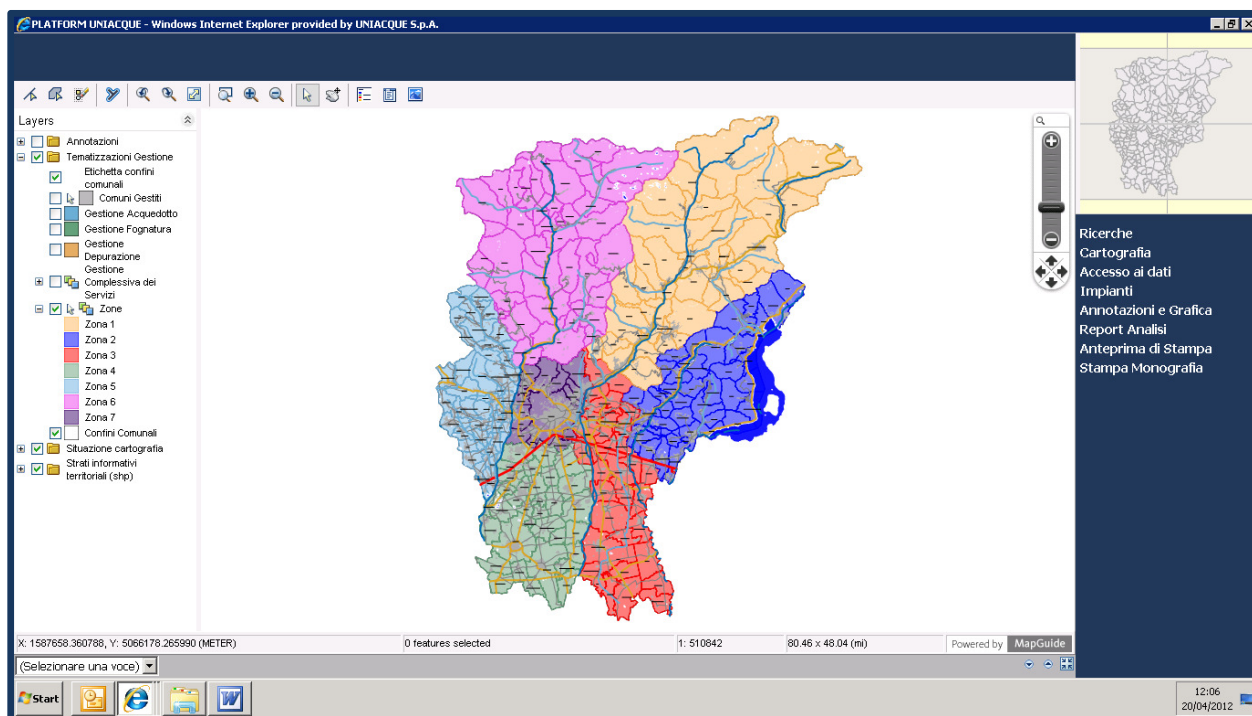 PLATFORM UNIACQUE - Windows Internet Explorer provided by UNIACQUE S.p.A.
Layers
Annotazioni
Tematizzazioni Gestione
Etichetta confini
comunali
Comuni Gestiti
Gestione Acquedotto
Gestione Fognatura
Gestione
Depurazione
Gestione
Complessiva dei
Servizi
Zone
Zona 1
Zona 2
Zona 3
Zona 4
Zona 5
Zona 6
Zona 7
Confini Comunali
Situazione cartografia
Strati informativi
territoriali (shp)
Ricerche
Cartografia
Accesso ai dati
Impianti
Annotazioni e Grafica
Report Analisi
Anteprima di Stampa
Stampa Monografia
X: 1587658.360788, Y: 5066178.265990 (METER)
0 features selected
1: 510842
80.46 x 48.04 (mi)
Powered by MapGuide
(Selezionare una voce)
Start
12:06
20/04/2012